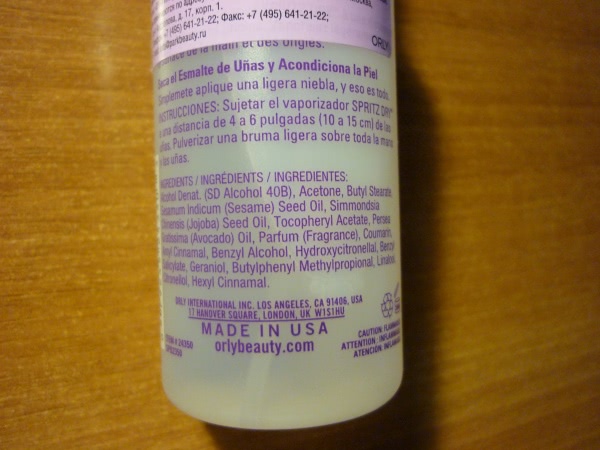 7 (495) 641-21-22; Факс: +7 (495) 641-21-22;
ORLY
de la main et des ongles.
Seca el Esmalte de Uñas y Acondiciona la Piel
Simplemete aplique una ligera niebla, y eso es todo.
INSTRUCCIONES: Sujetar el vaporizador SPRITZ DRY
a una distancia de 4 a 6 pulgadas (10 a 15 cm) de las
uñas. Pulverizar una bruma ligera sobre toda la mano
las uñas.
INGREDIENTS / INGRÉDIENTS / INGREDIENTES:
Alcohol Denat. (SD Alcohol 40B), Acetone, Butyl Stearate,
Sesamum Indicum (Sesame) Seed Oil, Simmondsia
Chinensis (Jojoba) Seed Oil, Tocopheryl Acetate, Persea
Gratissima (Avocado) Oil, Parfum (Fragrance), Coumarin,
Amyl Cinnamal, Benzyl Alcohol, Hydroxycitronellal, Benzyl
Salicylate, Geraniol, Butylphenyl Methylpropional, Linalool,
Citronellol, Hexyl Cinnamal.
ORLY INTERNATIONAL INC. LOS ANGELES, CA 91406. USA
17 HANOVER SQUARE, LONDON, UK W1S1HU
MADE IN USA
orlybeauty.com
CAUTION: FLAMMABLE
ATTENTION: INFLAMMABLE
ATENCION: INFLAMABLE